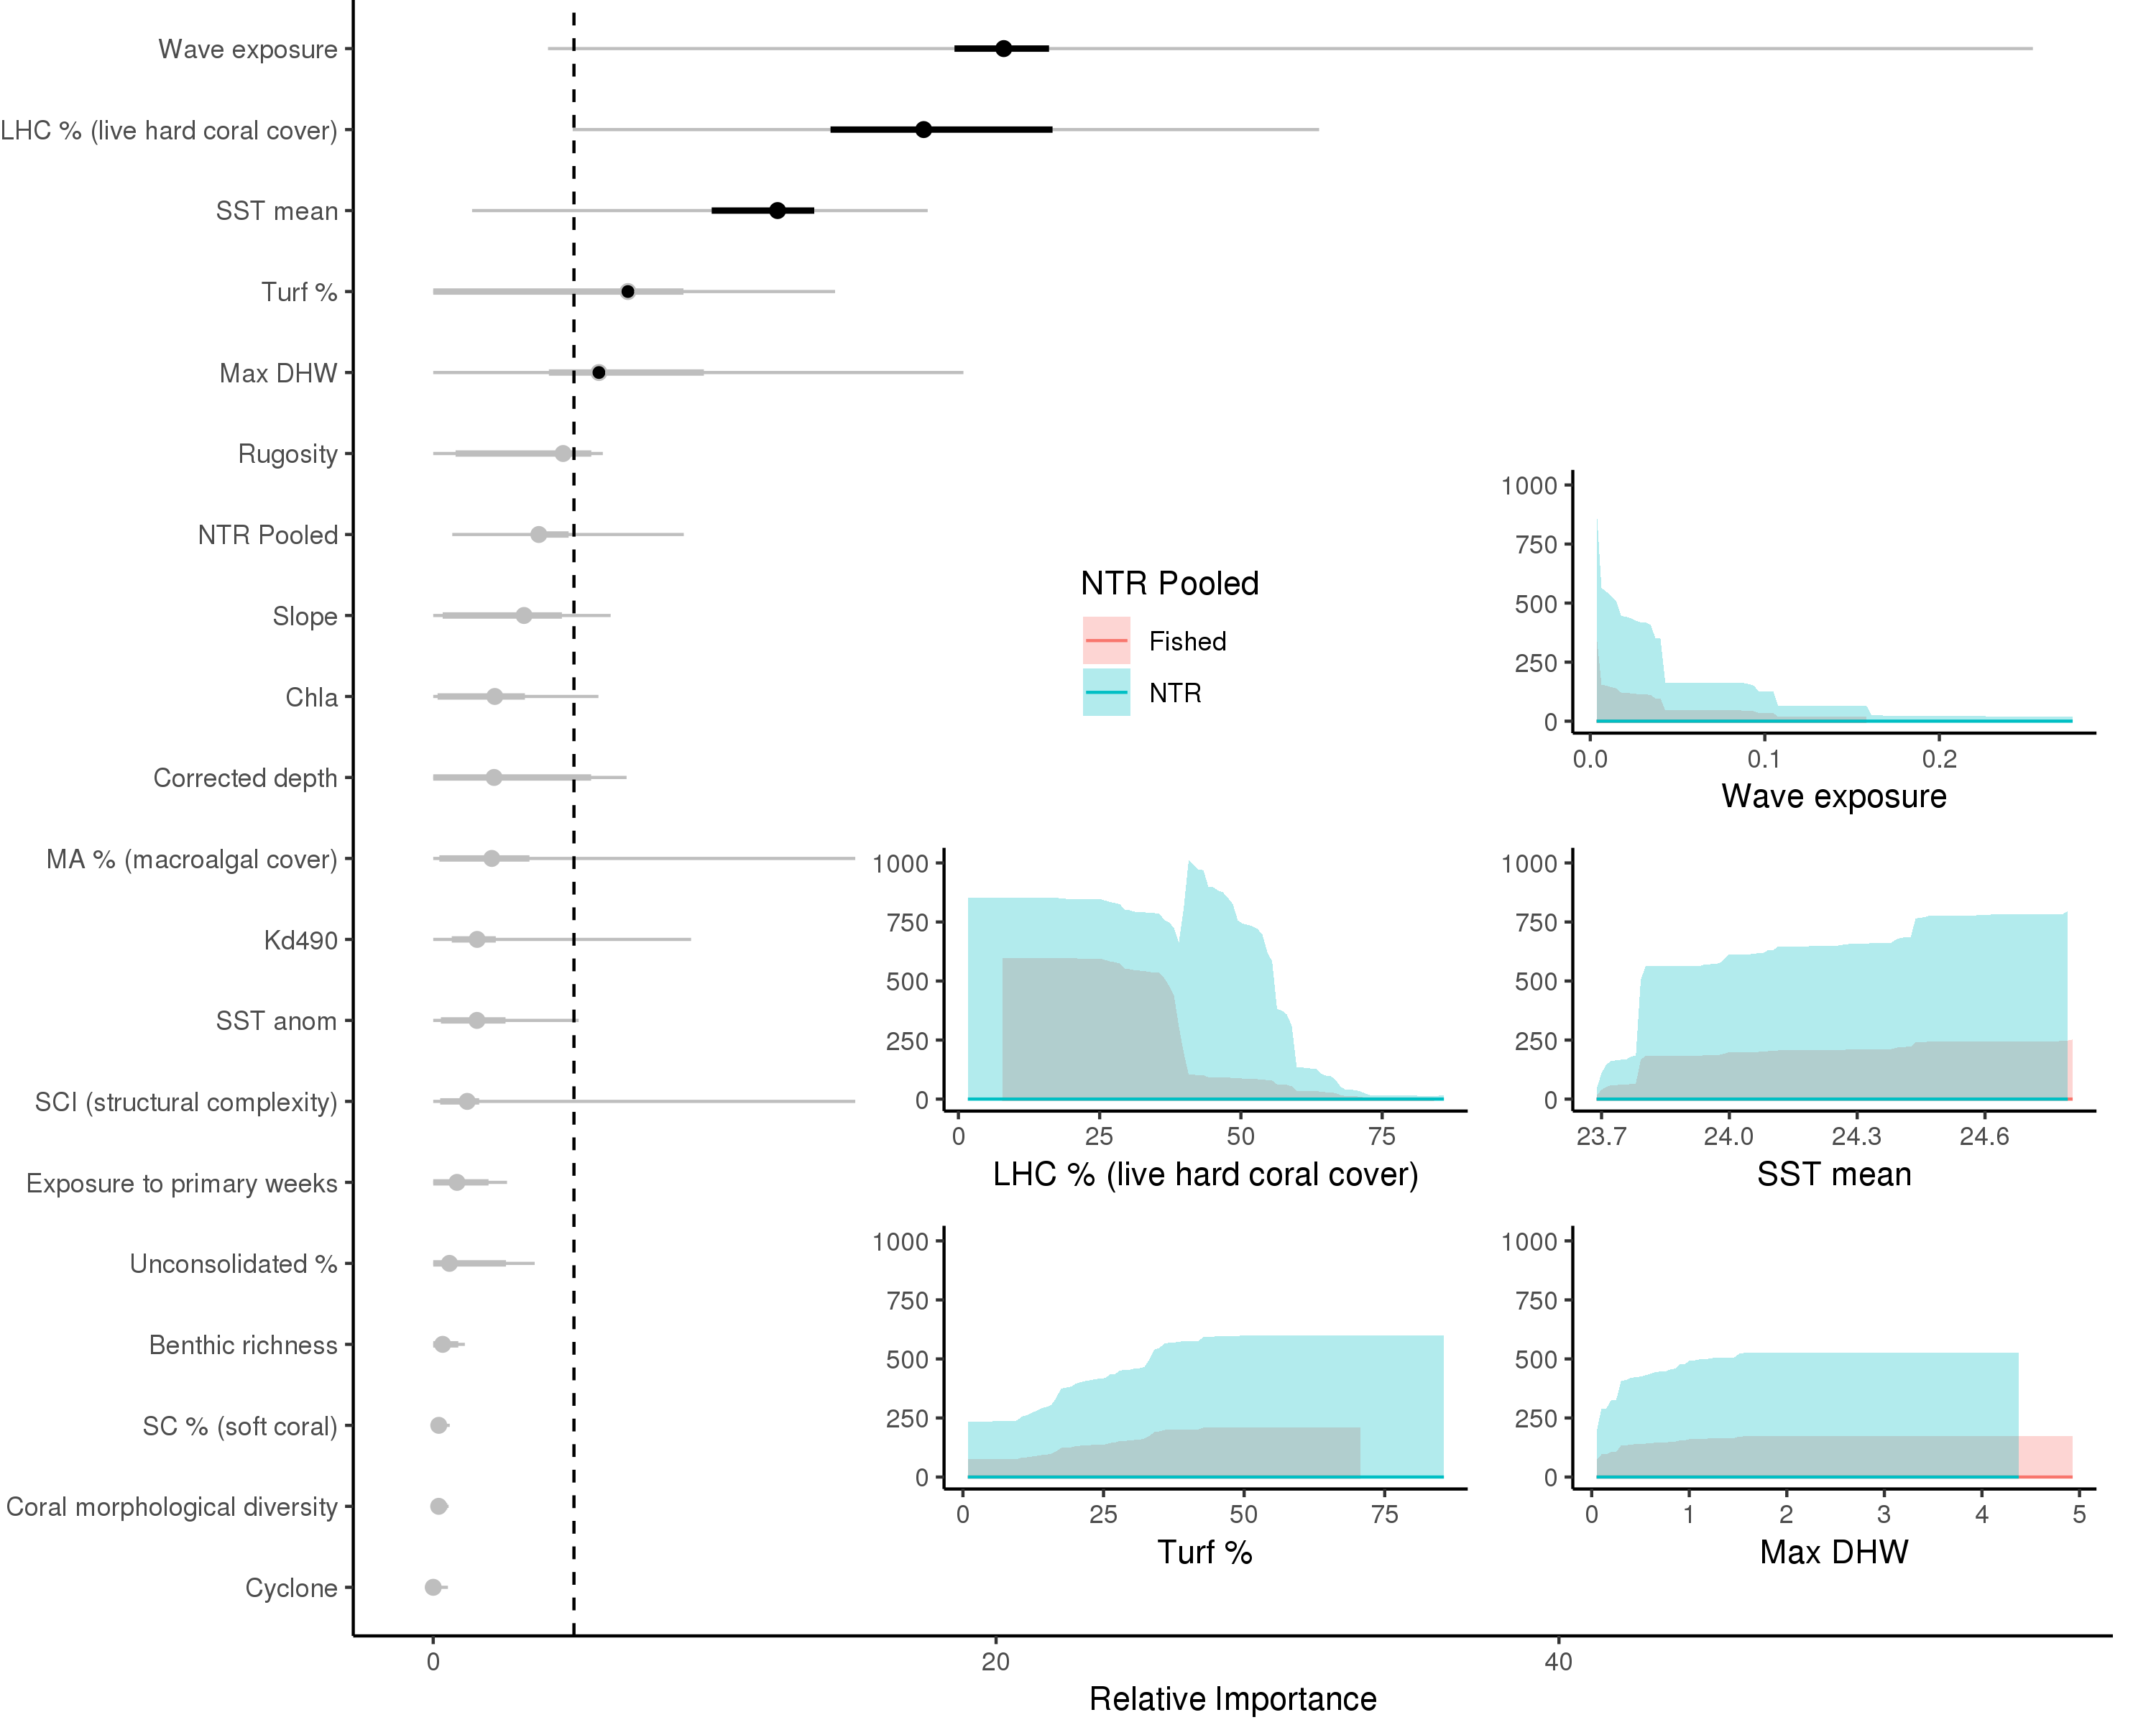 Wave exposure
LHC % (live hard coral cover)
SST mean
Turf %
Max DHW
Rugosity
NTR Pooled
Slope
Chla
Corrected depth
MA % (macroalgal cover)
Kd490
SST anom
SCI (structural complexity)
Exposure to primary weeks
Unconsolidated %
Benthic richness
SC % (soft coral)
Coral morphological diversity
Cyclone
0 20 40
Relative Importance
NTR Pooled
Fished
NTR
1000
750
500
250
0
0.0 0.1 0.2
Wave exposure
1000
750
500
250
0
0 25 50 75
LHC % (live hard coral cover)
1000
750
500
250
0
23.7 24.0 24.3 24.6
SST mean
1000
750
500
250
0
0 25 50 75
Turf %
1000
750
500
250
0
0 1 2 3 4 5
Max DHW